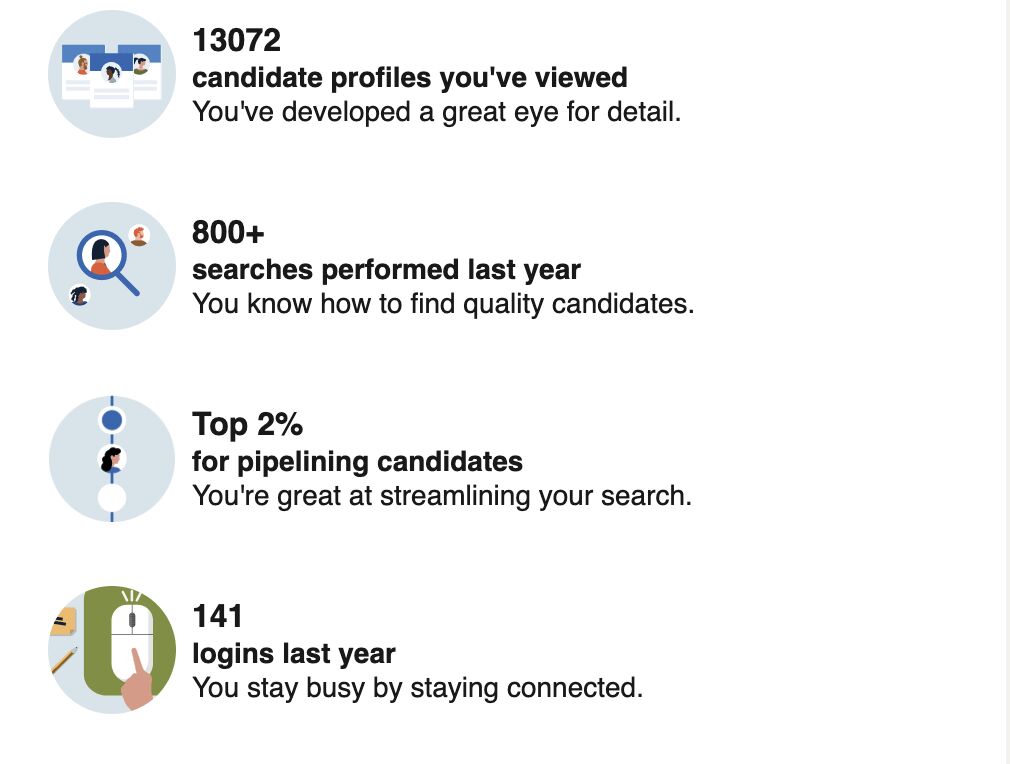 13072
candidate profiles you've viewed
You've developed a great eye for detail.
800+
searches performed last year
You know how to find quality candidates.
Top 2%
for pipelining candidates
You're great at streamlining your search.
141
logins last year
You stay busy by staying connected.